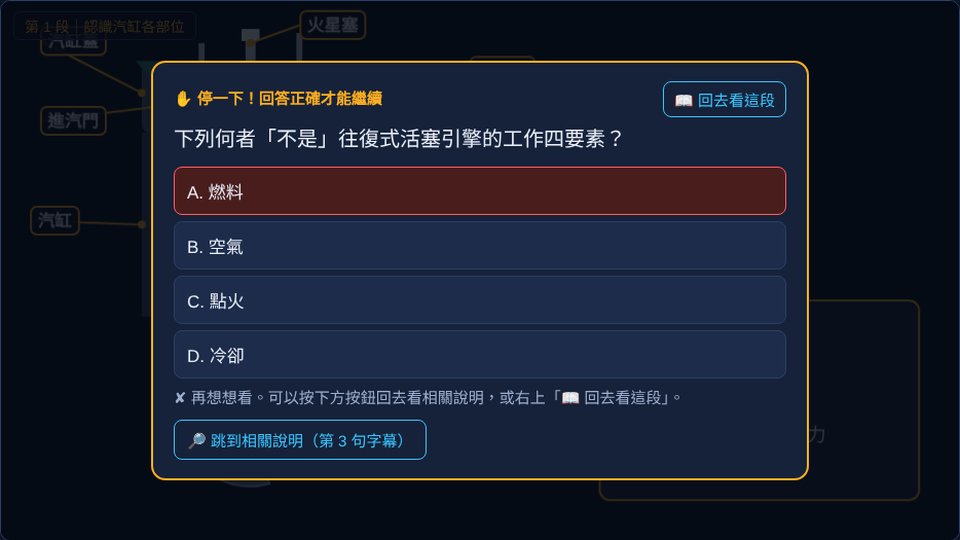 第 1 段｜認識汽缸各部位
火星塞
汽缸蓋
進汽門
汽缸
✋ 停一下！回答正確才能繼續
📖 回去看這段
下列何者「不是」往復式活塞引擎的工作四要素？
A. 燃料
B. 空氣
C. 點火
D. 冷卻
✘ 再想想看。可以按下方按鈕回去看相關說明，或右上「📖 回去看這段」。
🔎 跳到相關說明（第 3 句字幕）
力